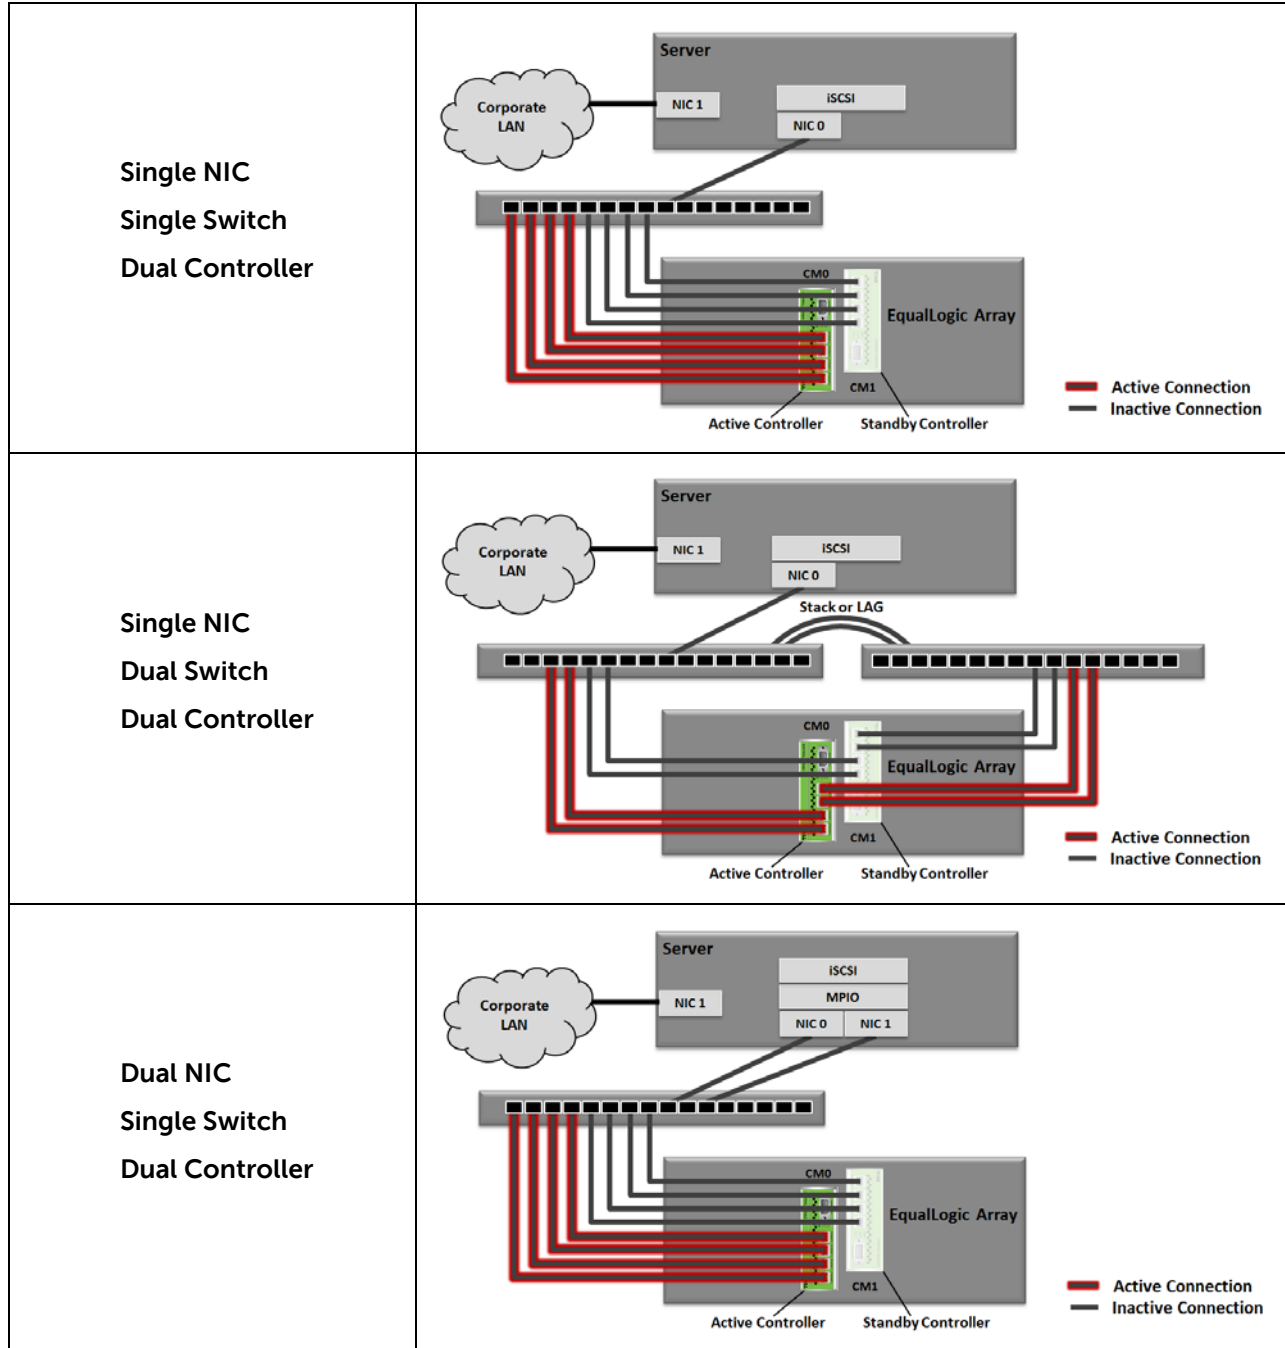 Single NIC
Single Switch
Dual Controller
Server
Corporate
LAN
NIC 1
iSCSI
NIC 0
CM0
EqualLogic Array
CM1
Active Controller
Standby Controller
Active Connection
Inactive Connection
Single NIC
Dual Switch
Dual Controller
Server
Corporate
LAN
NIC 1
iSCSI
NIC 0
Stack or LAG
CM0
EqualLogic Array
CM1
Active Controller
Standby Controller
Active Connection
Inactive Connection
Dual NIC
Single Switch
Dual Controller
Server
Corporate
LAN
NIC 1
iSCSI
MPIO
NIC 0
NIC 1
CM0
EqualLogic Array
CM1
Active Controller
Standby Controller
Active Connection
Inactive Connection